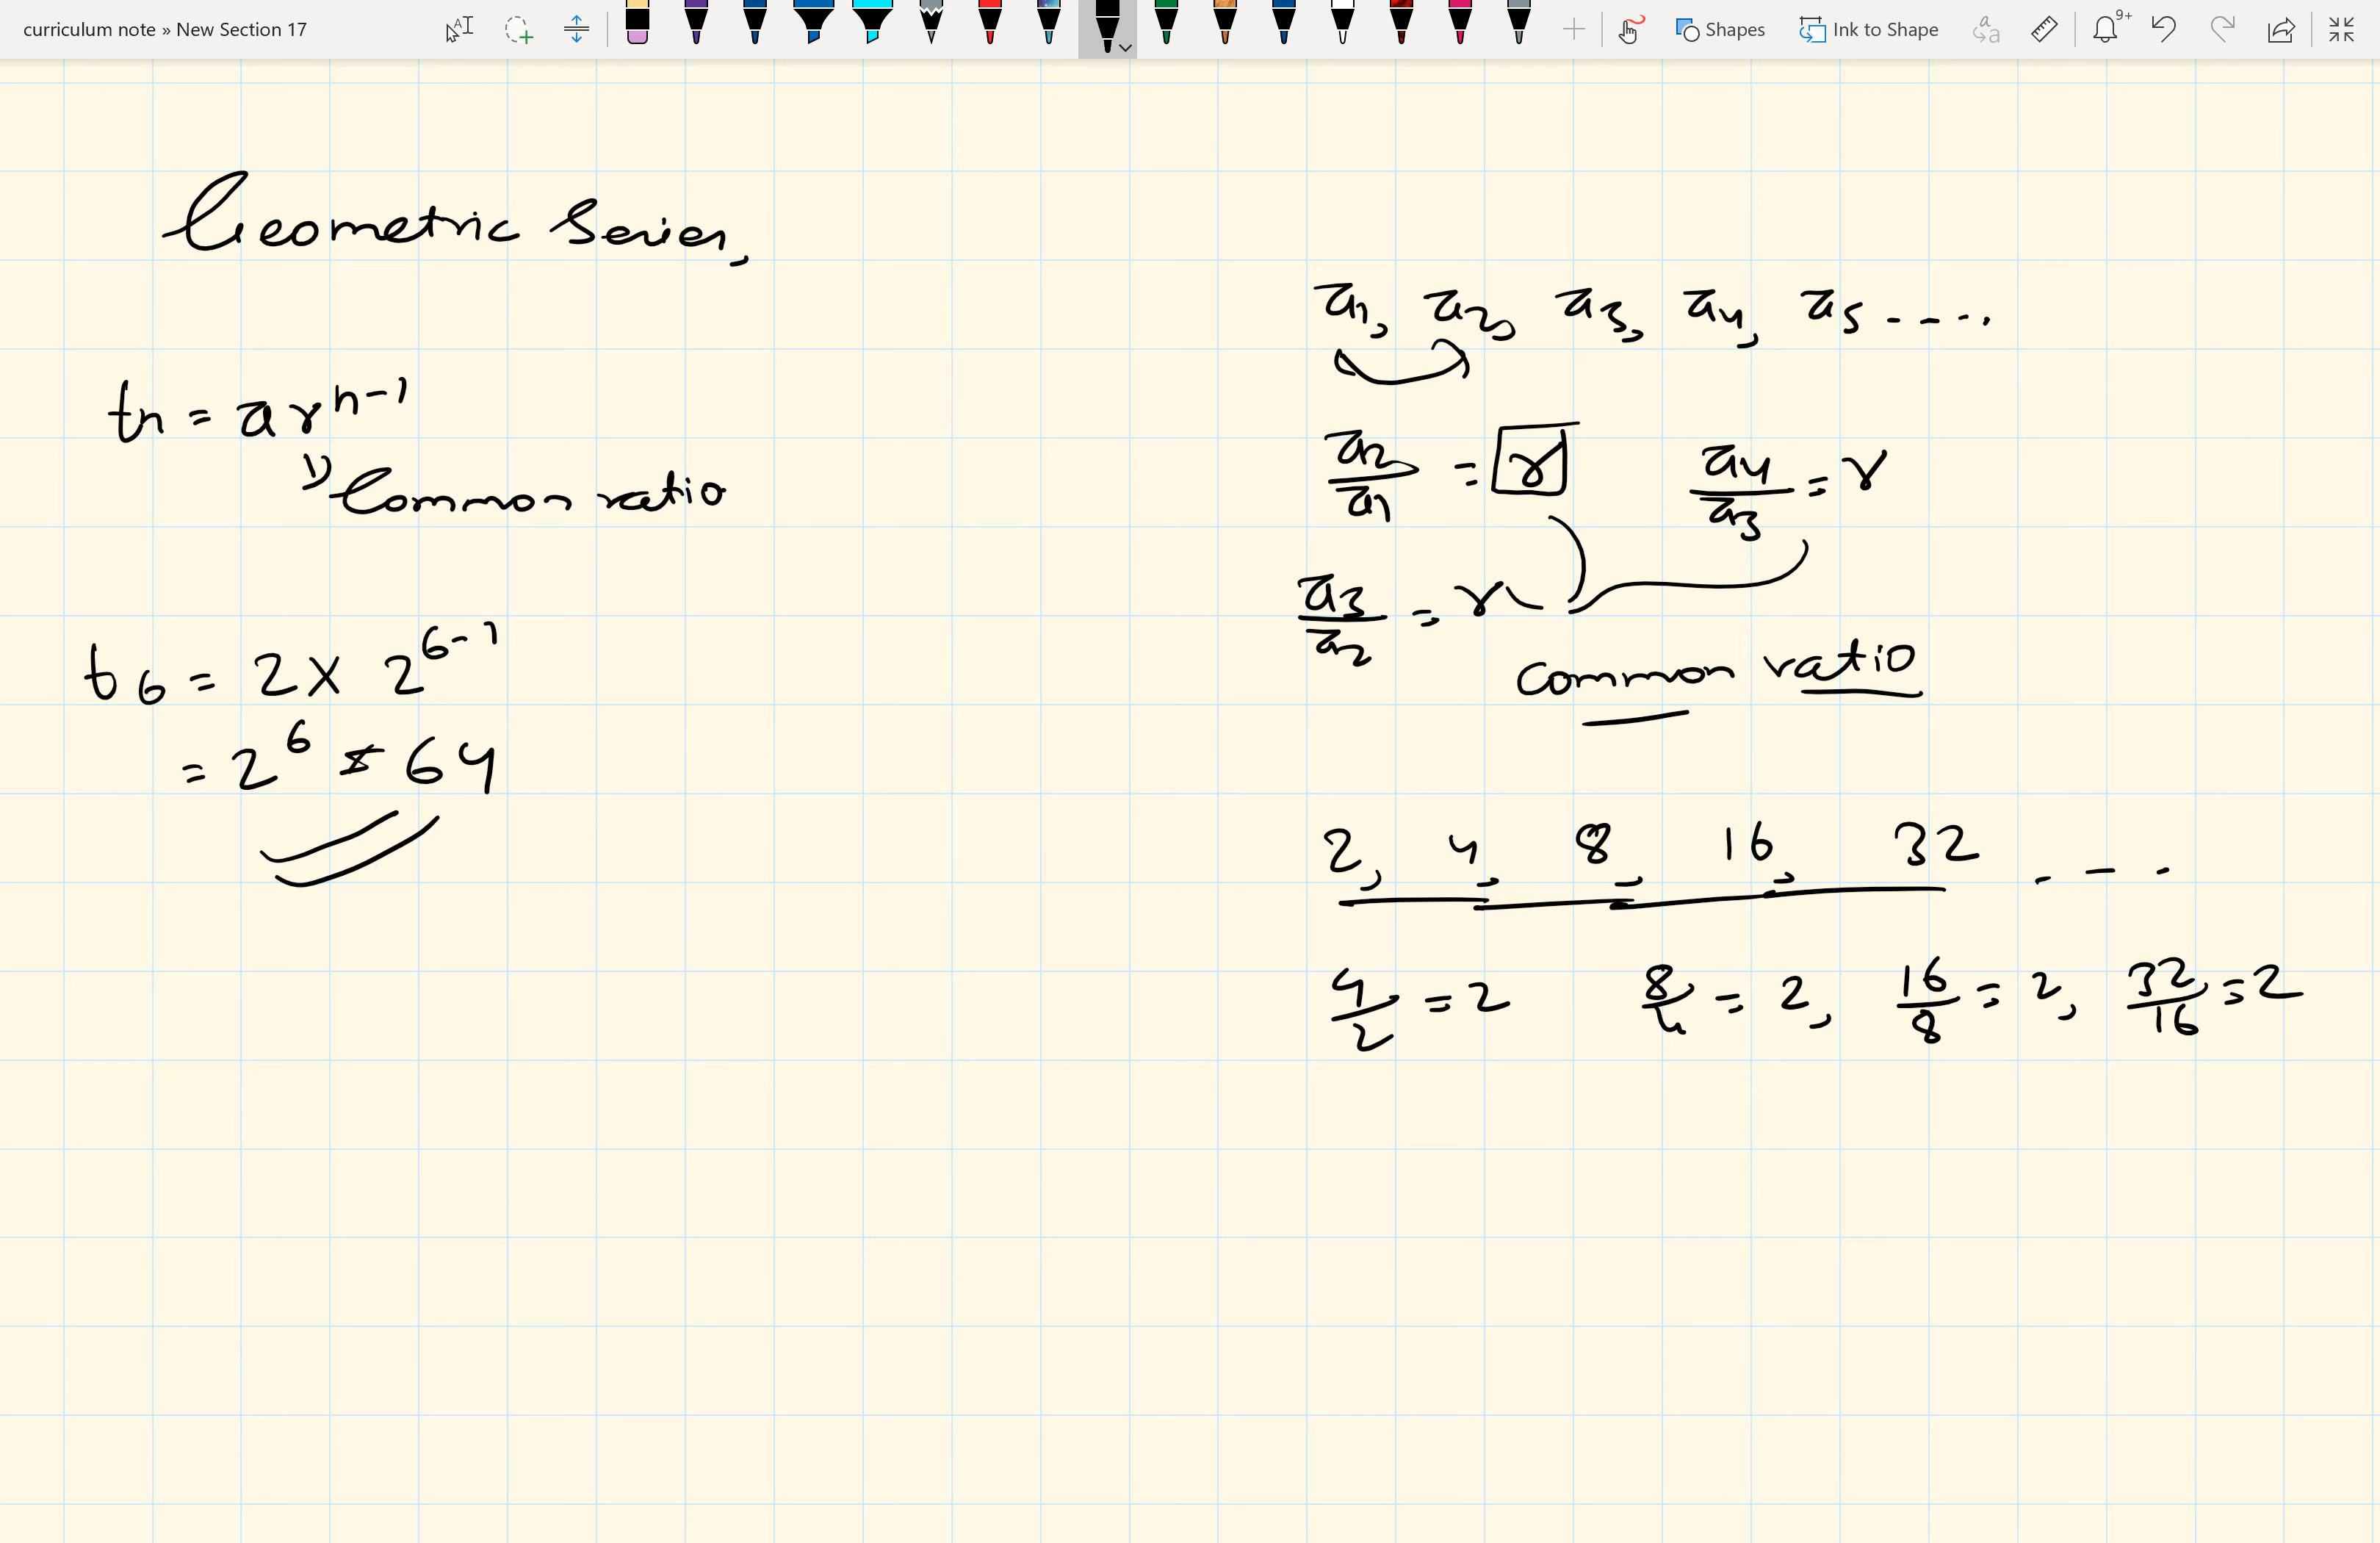 curriculum note » New Section 17
Shapes
Ink to Shape
9+
Geometric Series,
tn = ar^n-1
Common ratio
t6 = 2 x 2^6-1
= 2^6 = 64
a1, a2, a3, a4, a5 - - - ..
a2/a1 = r a4/a3 = r
a3/a2 = r
common ratio
2, 4, 8, 16, 32 . - - .
4/2 = 2 8/4 = 2, 16/8 = 2, 32/16 = 2